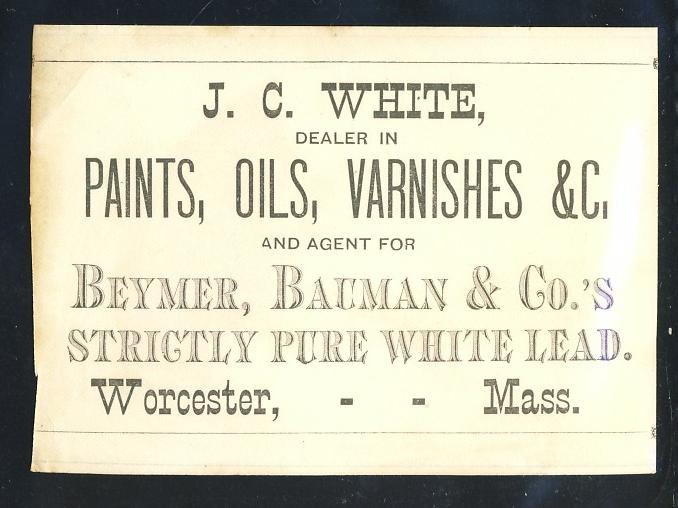 J. C. WHITE,
DEALER IN
PAINTS, OILS, VARNISHES &C.
AND AGENT FOR
BEYMER, BAUMAN & CO.'S
STRICTLY PURE WHITE LEAD.
Worcester, - - Mass.